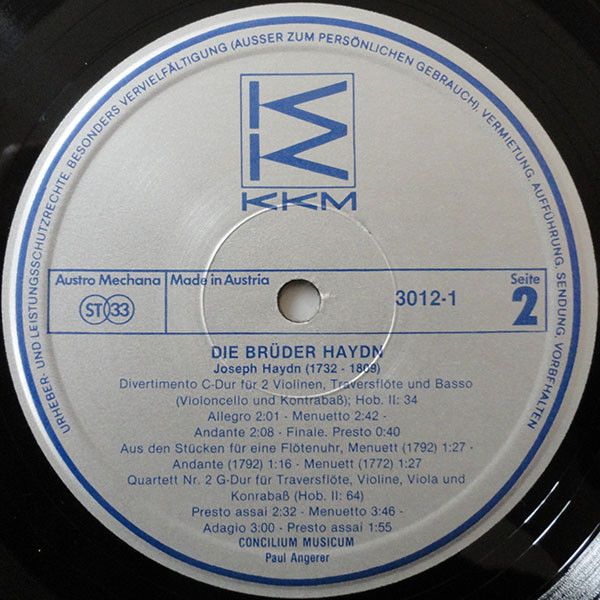 URHEBER- UND LEISTUNGSSCHUTZRECHTE. BESONDERS VERVIELFÄLTIGUNG (AUSSER ZUM PERSÖNLICHEN GEBRAUCH), VERMIETUNG, AUFFÜHRUNG, SENDUNG, VORBEHALTEN
KKM
Austro Mechana
Made in Austria
ST 33
3012-1
Seite
2
DIE BRÜDER HAYDN
Joseph Haydn (1732 - 1809)
Divertimento C-Dur für 2 Violinen, Traversflöte und Basso
(Violoncello und Kontrabaß); Hob. II: 34
Allegro 2:01 - Menuetto 2:42 -
Andante 2:08 - Finale. Presto 0:40
Aus den Stücken für eine Flötenuhr, Menuett (1792) 1:27 -
Andante (1792) 1:16 - Menuett (1772) 1:27
Quartett Nr. 2 G-Dur für Traversflöte, Violine, Viola und
Konrabaß (Hob. II: 64)
Presto assai 2:32 - Menuetto 3:46 -
Adagio 3:00 - Presto assai 1:55
CONCILIUM MUSICUM
Paul Angerer